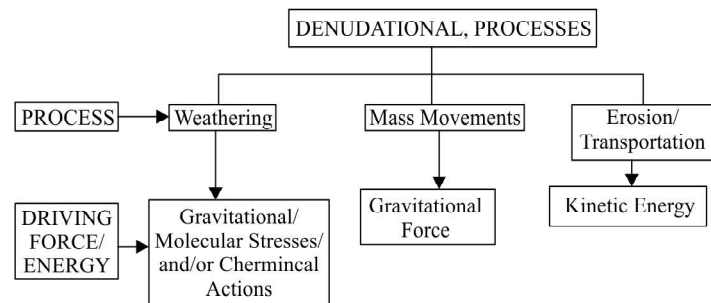 DENUDATIONAL, PROCESSES
PROCESS
Weathering
Mass Movements
Erosion/
Transportation
DRIVING
FORCE/
ENERGY
Gravitational/
Molecular Stresses/
and/or Chermincal
Actions
Gravitational
Force
Kinetic Energy